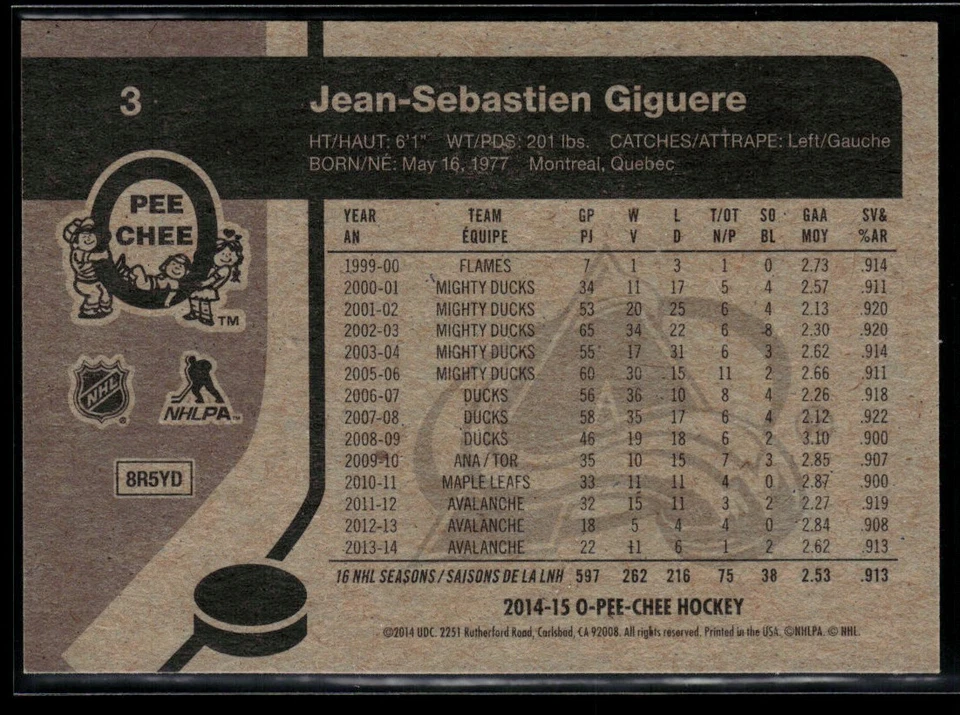 3
Jean-Sebastien Giguere
HT/HAUT: 6'1" WT/PDS: 201 lbs. CATCHES/ATTRAPE: Left/Gauche
BORN/NÉ: May 16, 1977 Montreal, Quebec
PEE
CHEE
TM
NHL
NHLPA
8R5YD
YEAR TEAM GP W L T/OT SO GAA SV&
AN ÉQUIPE PJ V D N/P BL MOY %AR
1999-00 FLAMES 7 1 3 1 0 2.73 .914
2000-01 MIGHTY DUCKS 34 11 17 5 4 2.57 .911
2001-02 MIGHTY DUCKS 53 20 25 6 4 2.13 .920
2002-03 MIGHTY DUCKS 65 34 22 6 8 2.30 .920
2003-04 MIGHTY DUCKS 55 17 31 6 3 2.62 .914
2005-06 MIGHTY DUCKS 60 30 15 11 2 2.66 .911
2006-07 DUCKS 56 36 10 8 4 2.26 .918
2007-08 DUCKS 58 35 17 6 4 2.12 .922
2008-09 DUCKS 46 19 18 6 2 3.10 .900
2009-10 ANA/TOR 35 10 15 7 3 2.85 .907
2010-11 MAPLE LEAFS 33 11 11 4 0 2.87 .900
2011-12 AVALANCHE 32 15 11 3 2 2.27 .919
2012-13 AVALANCHE 18 5 4 4 0 2.84 .908
2013-14 AVALANCHE 22 11 6 1 2 2.62 .913
16 NHL SEASONS/SAISONS DE LA LNH 597 262 216 75 38 2.53 .913
2014-15 O-PEE-CHEE HOCKEY
©2014 UDC. 2251 Rutherford Road, Carlsbad, CA 92008. All rights reserved. Printed in the USA. ©NHLPA. © NHL.